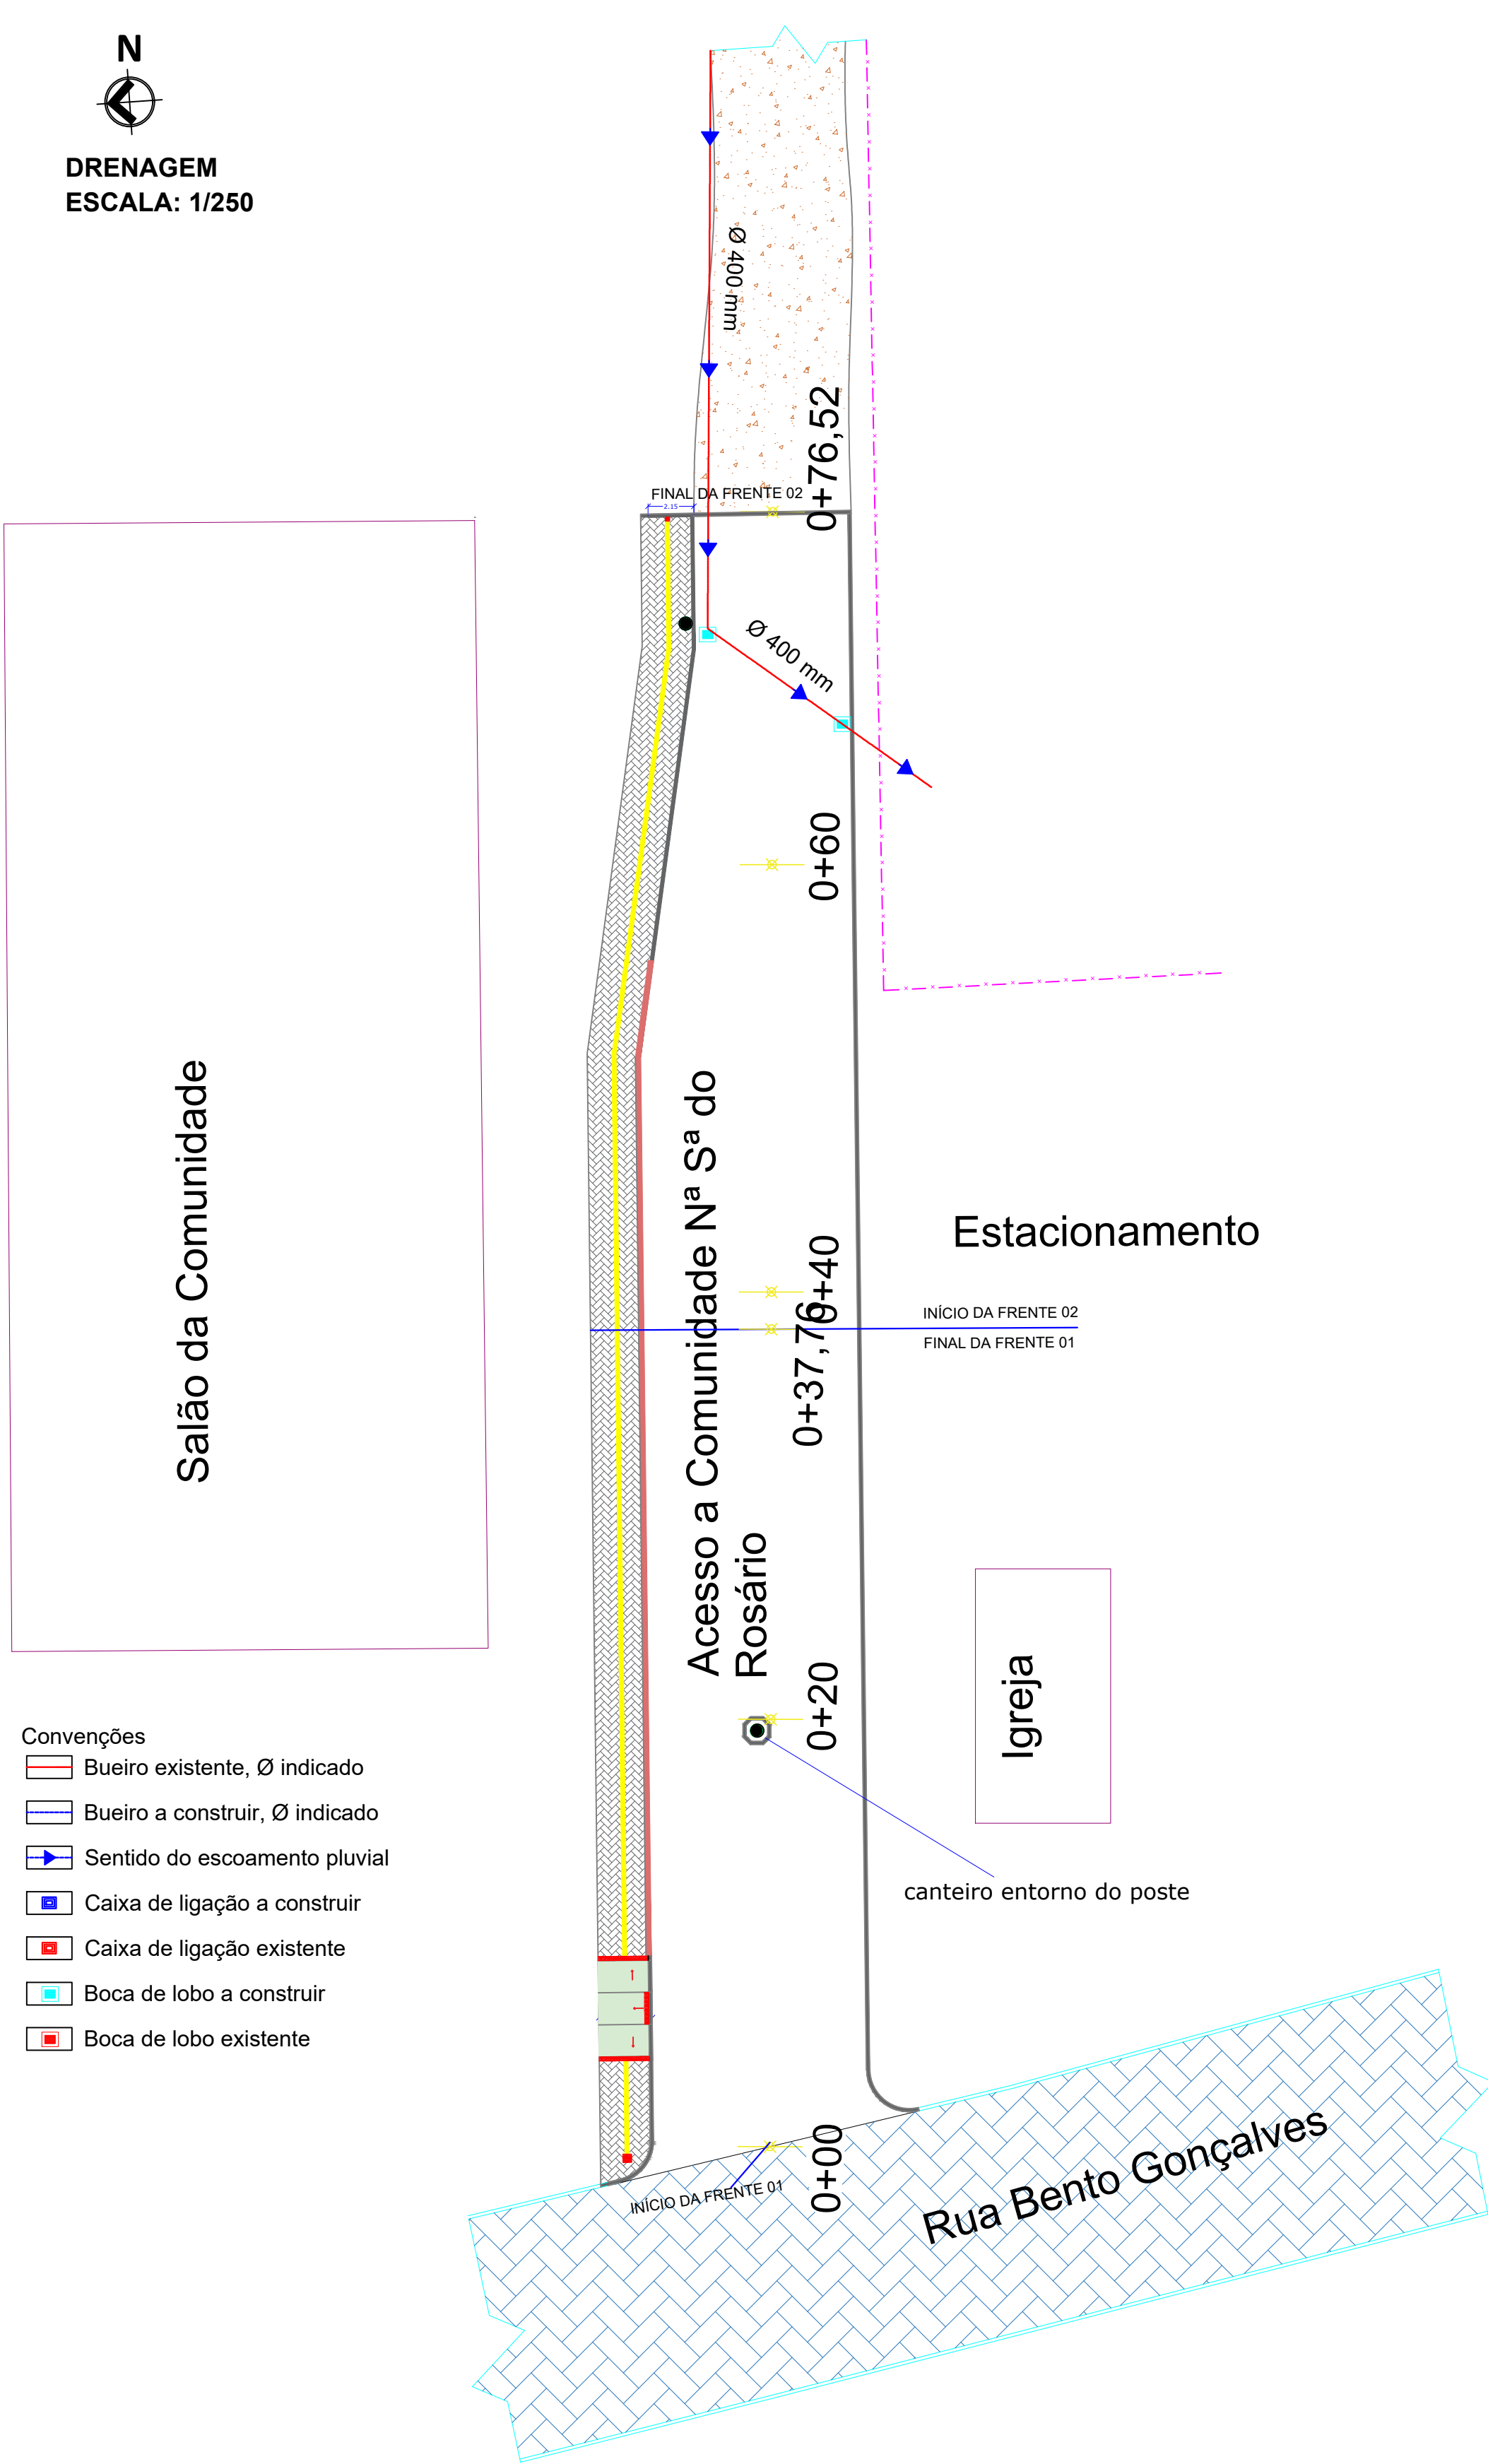 N
DRENAGEM
ESCALA: 1/250
Ø 400 mm
0+76,52
FINAL DA FRENTE 02
2.15
Ø 400 mm
0+60
Salão da Comunidade
Acesso a Comunidade Nª Sª do
Rosário
Estacionamento
0+40
INÍCIO DA FRENTE 02
FINAL DA FRENTE 01
0+37,76
0+20
Igreja
canteiro entorno do poste
Convenções
Bueiro existente, Ø indicado
Bueiro a construir, Ø indicado
Sentido do escoamento pluvial
Caixa de ligação a construir
Caixa de ligação existente
Boca de lobo a construir
Boca de lobo existente
0+00
INÍCIO DA FRENTE 01
Rua Bento Gonçalves